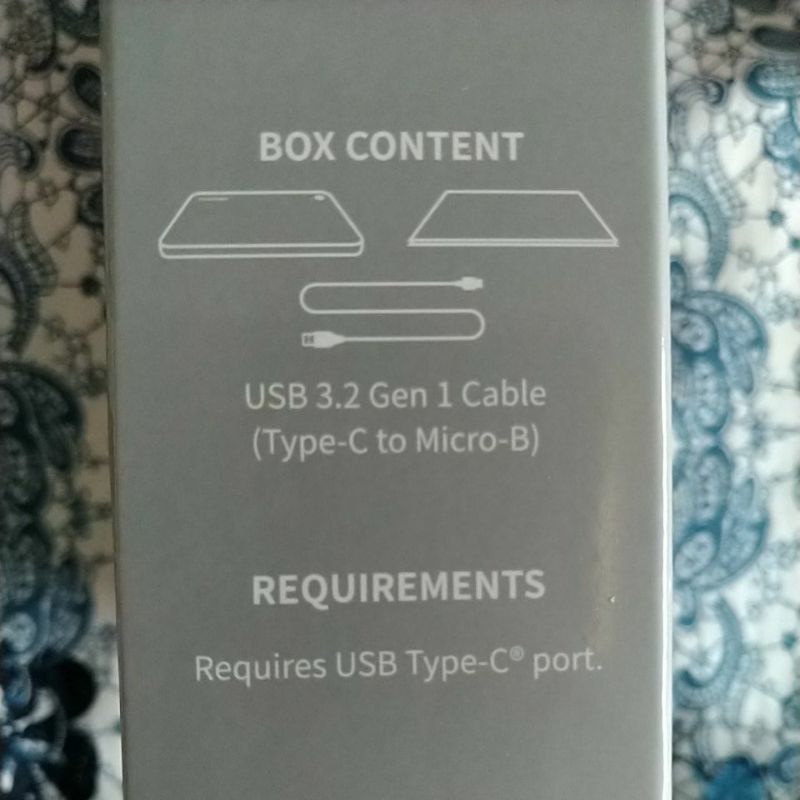 BOX CONTENT
USB 3.2 Gen 1 Cable
(Type-C to Micro-B)
REQUIREMENTS
Requires USB Type-C® port.